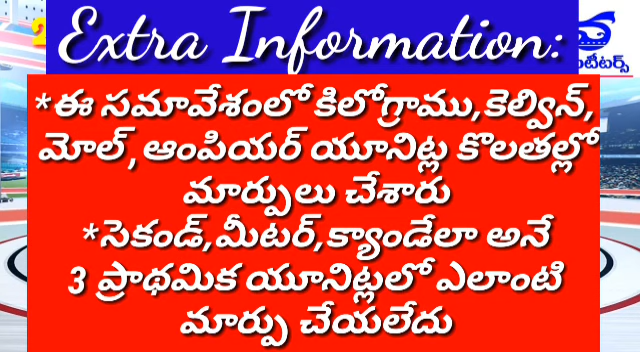 Extra Information:
*ఈ సమావేశంలో కిలోగ్రాము,కెల్విన్,
మోల్,ఆంపియర్ యూనిట్ల కొలతల్లో
మార్పులు చేశారు
*సెకండ్,మీటర్,క్యాండేలా అనే
3 ప్రాథమిక యూనిట్లలో ఎలాంటి
మార్పు చేయలేదు